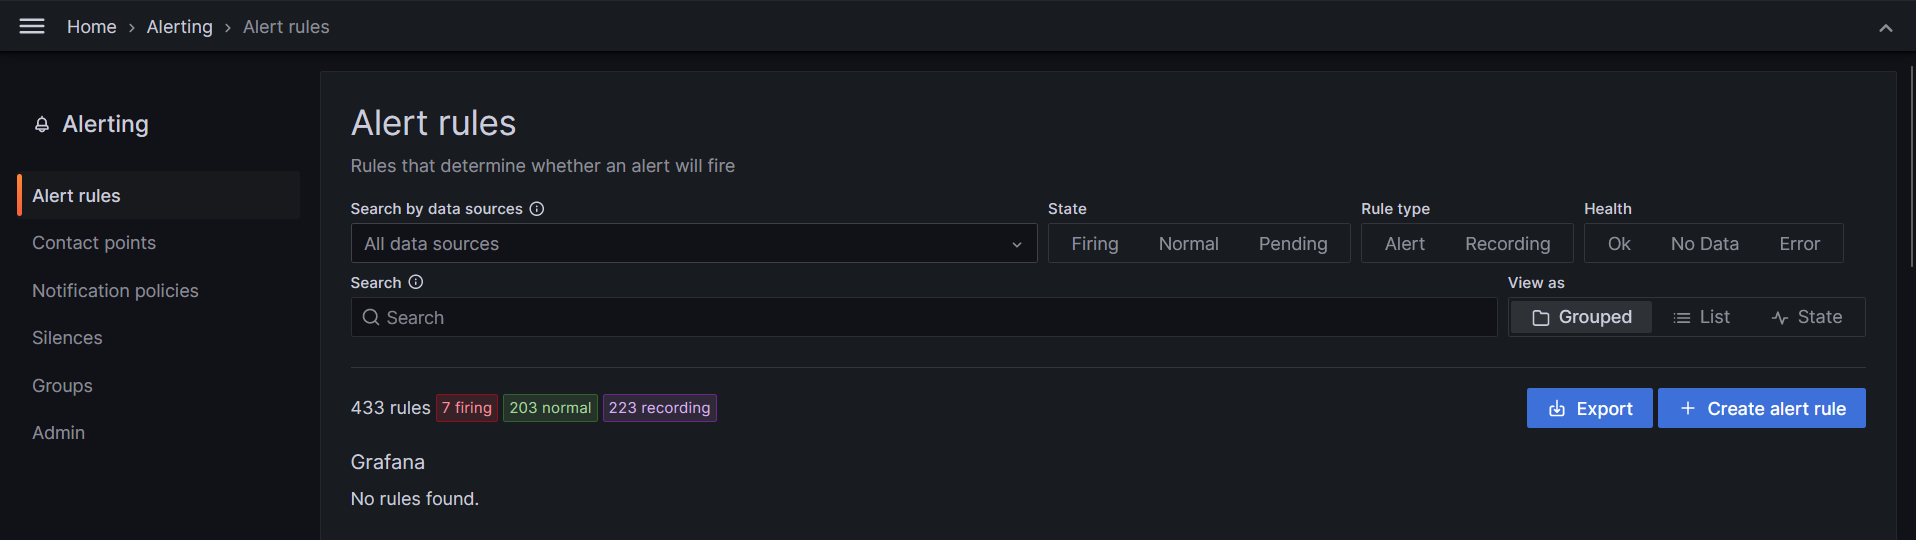 Home › Alerting › Alert rules
Alerting
Alert rules
Contact points
Notification policies
Silences
Groups
Admin
Alert rules
Rules that determine whether an alert will fire
Search by data sources
All data sources
State
Firing Normal Pending
Rule type
Alert Recording
Health
Ok No Data Error
Search
Search
View as
Grouped List State
433 rules 7 firing 203 normal 223 recording
Export + Create alert rule
Grafana
No rules found.